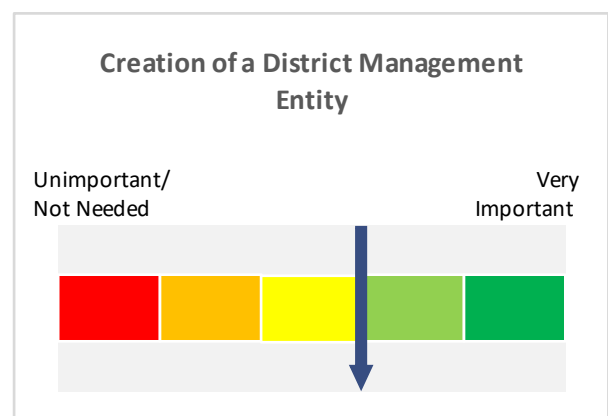 Creation of a District Management
Entity
Unimportant/
Not Needed
Very
Important